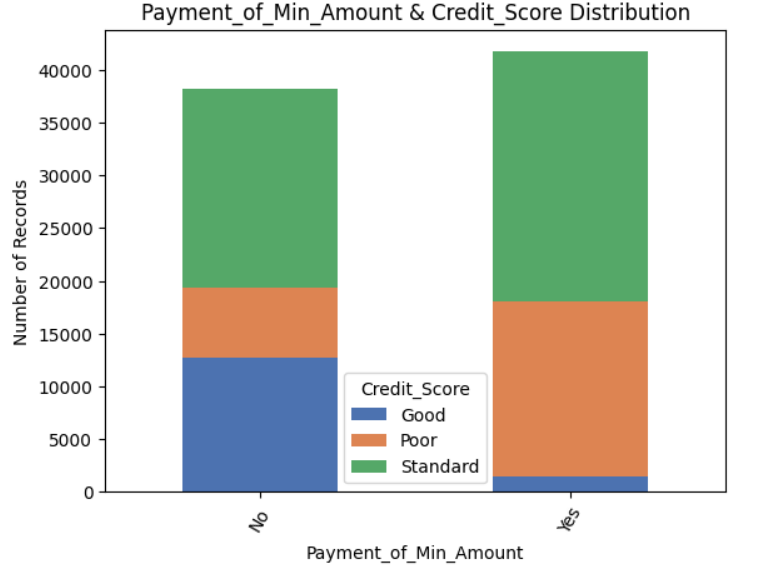 Payment_of_Min_Amount & Credit_Score Distribution
Number of Records
40000
35000
30000
25000
20000
15000
10000
5000
0
Credit_Score
Good
Poor
Standard
No
Yes
Payment_of_Min_Amount